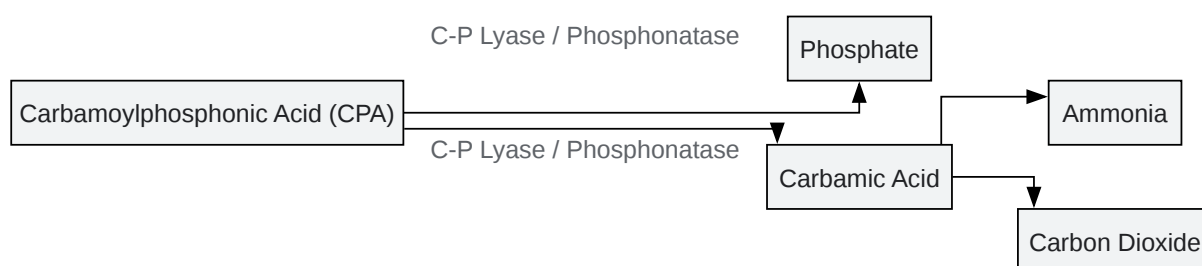 C-P Lyase / Phosphonatase
Phosphate
Carbamoylphosphonic Acid (CPA)
Ammonia
C-P Lyase / Phosphonatase
Carbamic Acid
Carbon Dioxide